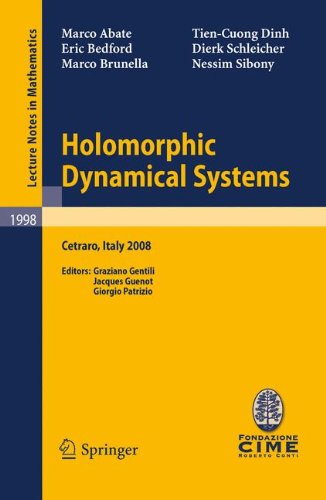 Marco Abate
Eric Bedford
Marco Brunella
Tien-Cuong Dinh
Dierk Schleicher
Nessim Sibony
Lecture Notes in Mathematics
1998
Holomorphic
Dynamical Systems
Cetraro, Italy 2008
Editors: Graziano Gentili
Jacques Guenot
Giorgio Patrizio
Springer
FONDAZIONE
CIME
ROBERTO CONTI